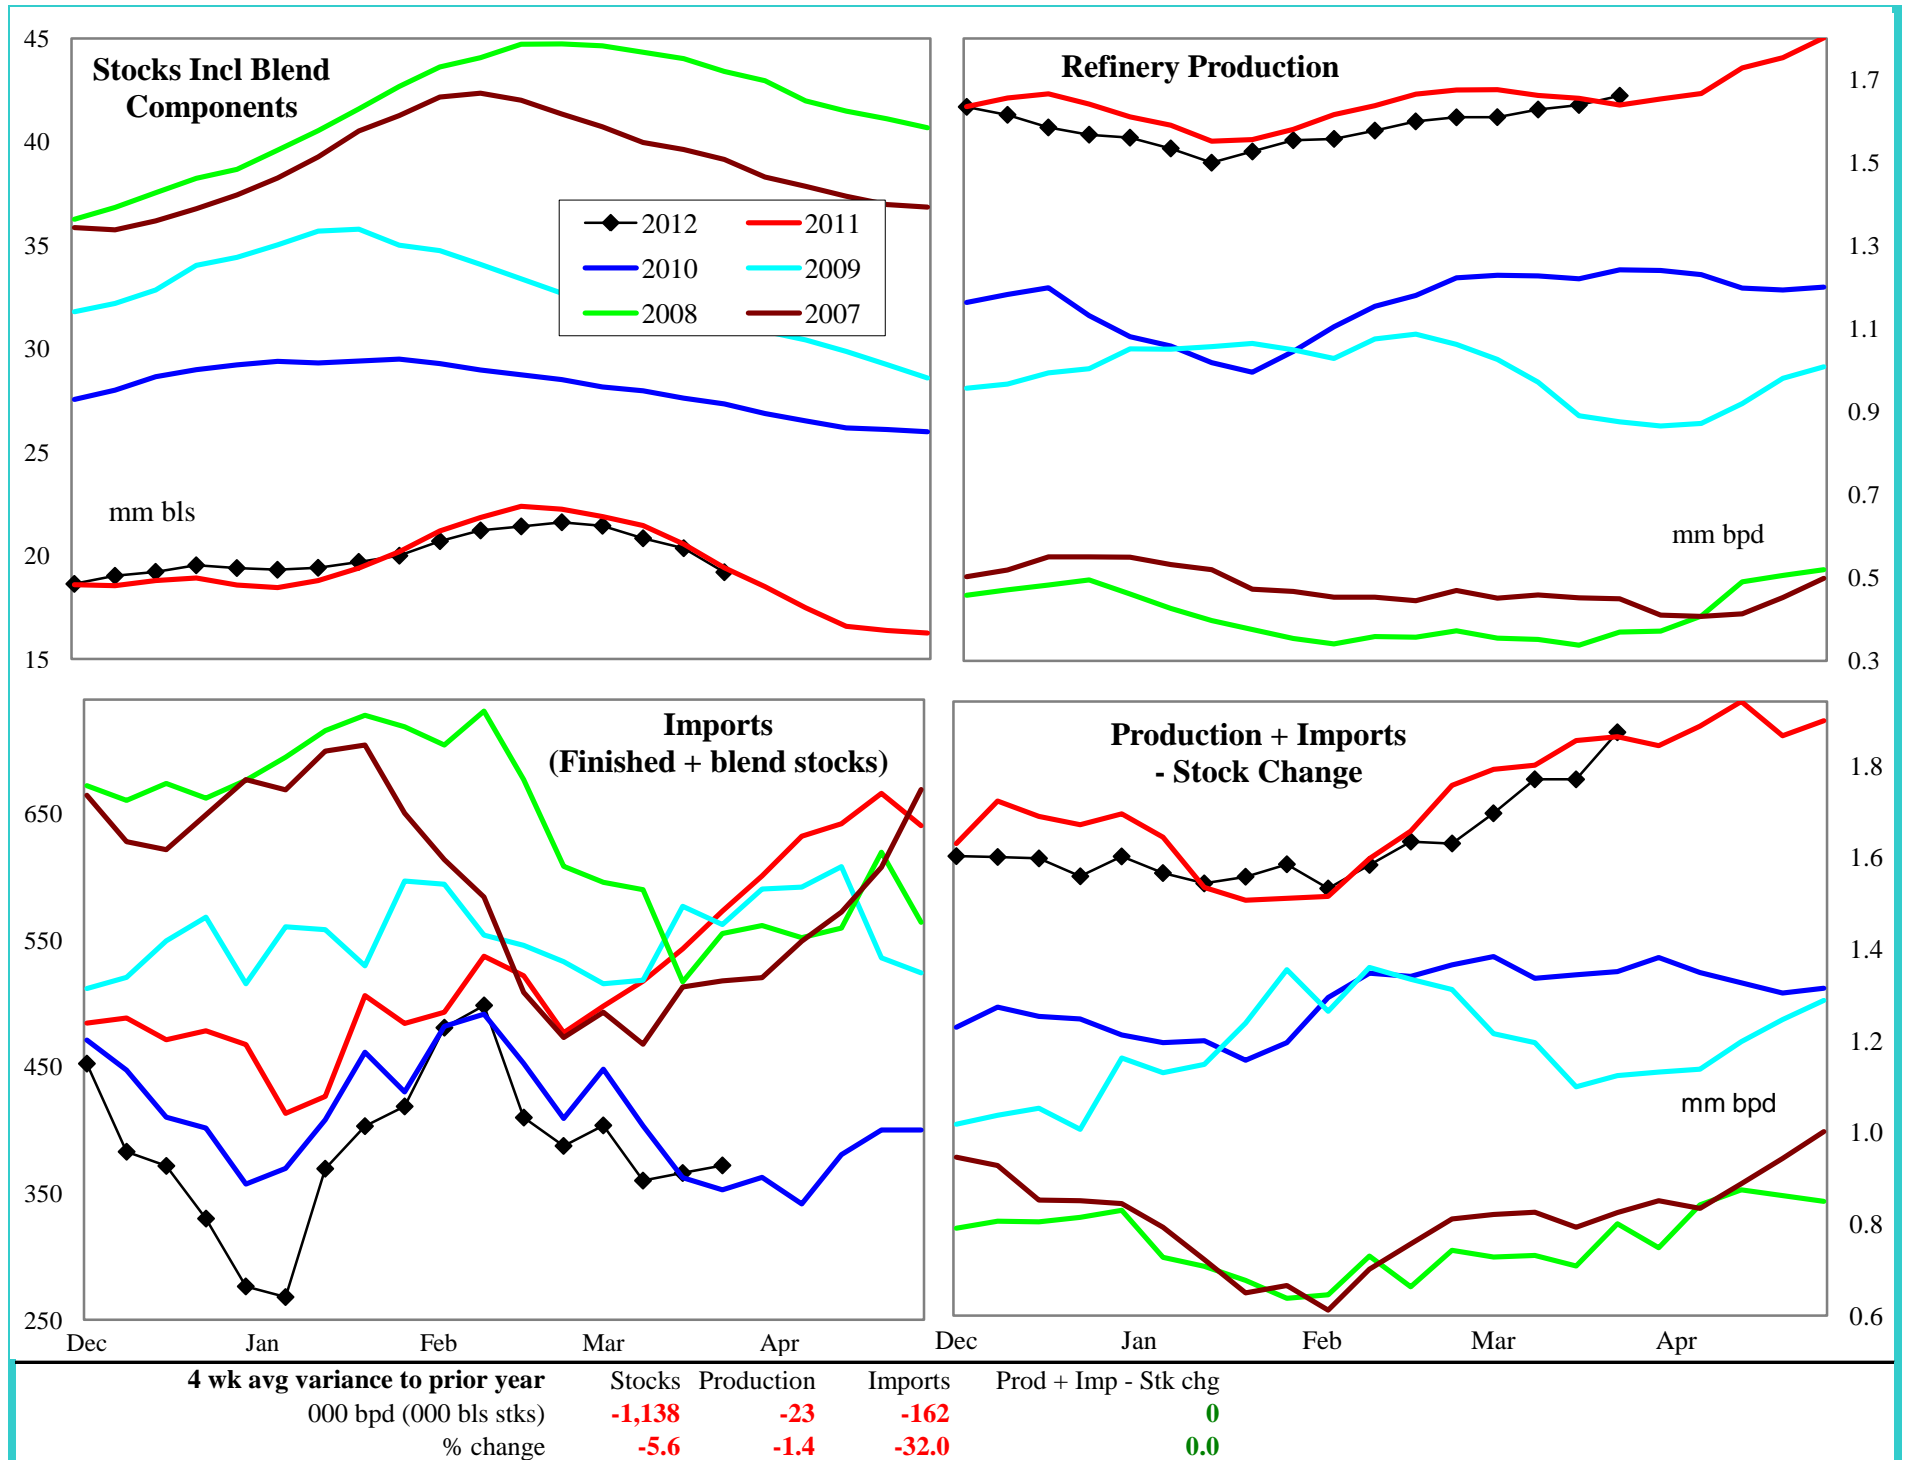 Stocks Incl Blend
Components
45
40
35
30
25
20
15
mm bls
2012 2011
2010 2009
2008 2007
Refinery Production
1.7
1.5
1.3
1.1
0.9
0.7
0.5
0.3
mm bpd
Imports
(Finished + blend stocks)
650
550
450
350
250
Dec Jan Feb Mar Apr
Production + Imports
- Stock Change
1.8
1.6
1.4
1.2
1.0
0.8
0.6
mm bpd
Dec Jan Feb Mar Apr
4 wk avg variance to prior year Stocks Production Imports Prod + Imp - Stk chg
000 bpd (000 bls stks) -1,138 -23 -162 0
% change -5.6 -1.4 -32.0 0.0